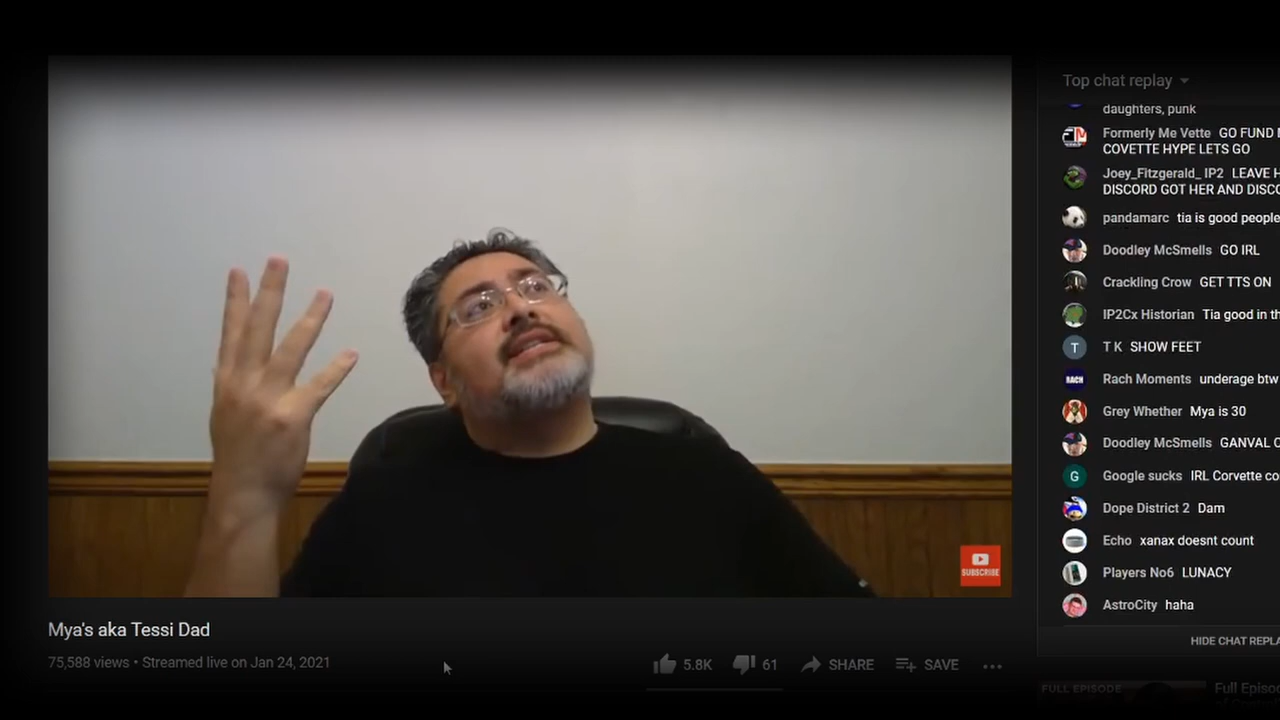 Top chat replay
daughters, punk
Formerly Me Vette GO FUND
COVETTE HYPE LETS GO
Joey_Fitzgerald_ IP2 LEAVE
DISCORD GOT HER AND
pandamarc tia is good people
Doodley McSmells GO IRL
Crackling Crow GET TTS ON
IP2Cx Historian Tia good in
T
T K SHOW FEET
RACH
Rach Moments underage btw
Grey Whether Mya is 30
Doodley McSmells GANVAL
G
Google sucks IRL Corvette
Dope District 2 Dam
Echo xanax doesnt count
Players No6 LUNACY
AstroCity haha
HIDE CHAT
SUBSCRIBE
Mya's aka Tessi Dad
75,588 views • Streamed live on Jan 24, 2021
5.8K
61
SHARE
SAVE
FULL EPISODE
Full